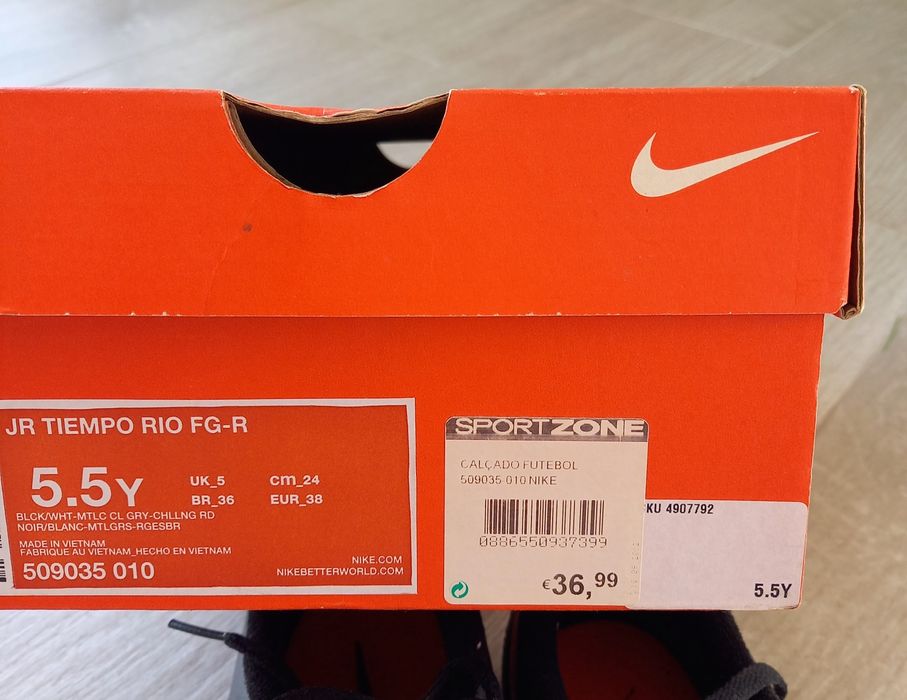 JR TIEMPO RIO FG-R
5.5Y
UK_5
cm_24
BR_36
EUR_38
BLCK/WHT-MTLC CL GRY-CHLLNG RD
NOIR/BLANC-MTLGRS-RGESBR
MADE IN VIETNAM
FABRIQUE AU VIETNAM_HECHO EN VIETNAM
NIKE.COM
NIKEBETTERWORLD.COM
509035 010
SPORT ZONE
CALÇADO FUTEBOL
509035 010 NIKE
0886550937399
€36,99
KU 4907792
5.5Y